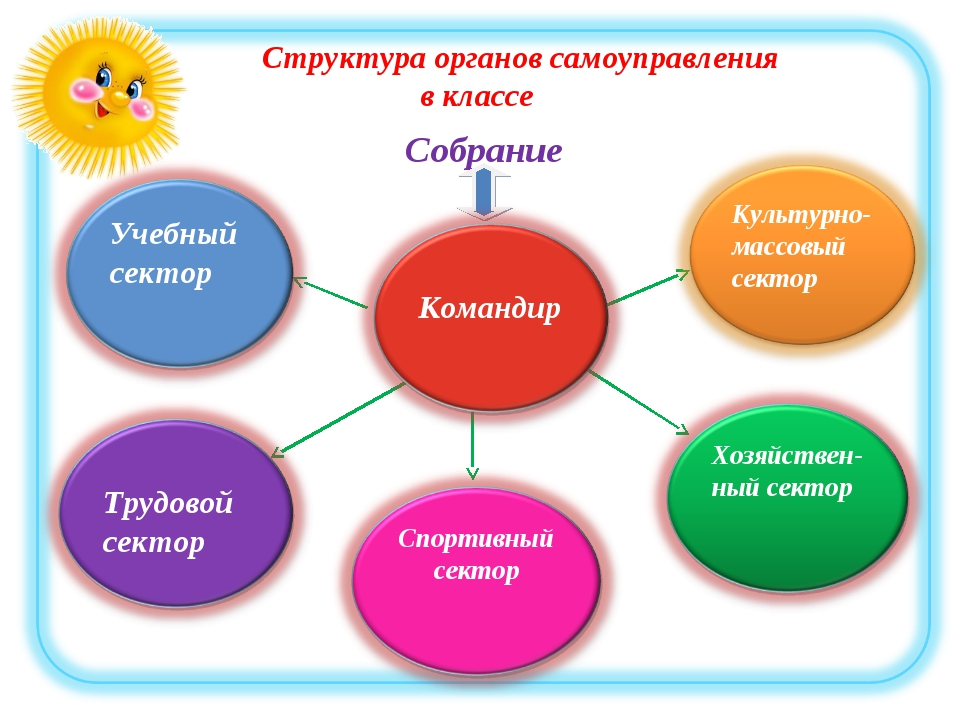 Структура органов самоуправления
в классе
Собрание
Учебный
сектор
Культурно-
массовый
сектор
Командир
Трудовой
сектор
Хозяйствен-
ный сектор
Спортивный
сектор